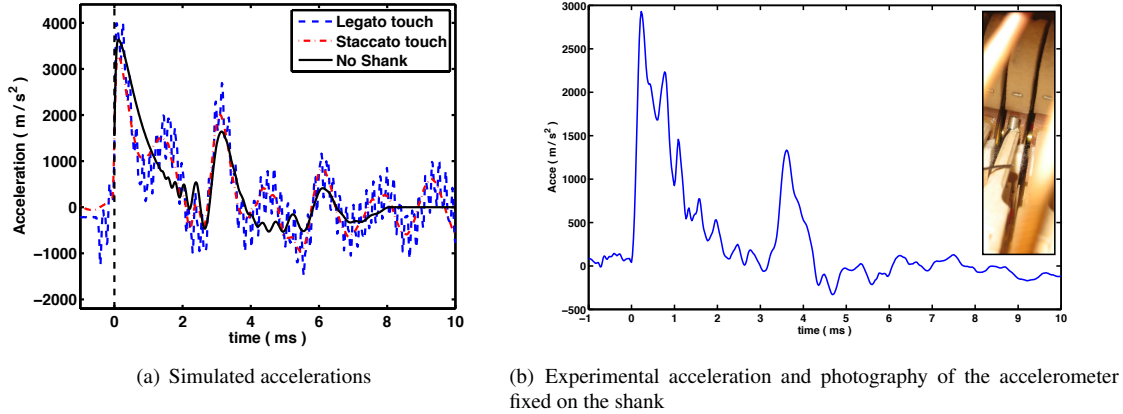 4000
3000
2000
1000
0
−1000
−2000
Acceleration ( m / s² )
Legato touch
Staccato touch
No Shank
0 2 4 6 8 10
time ( ms )
(a) Simulated accelerations
3000
2500
2000
1500
1000
500
0
−500
Acce ( m/ s² )
−1 0 1 2 3 4 5 6 7 8 9 10
time ( ms )
(b) Experimental acceleration and photography of the accelerometer
fixed on the shank